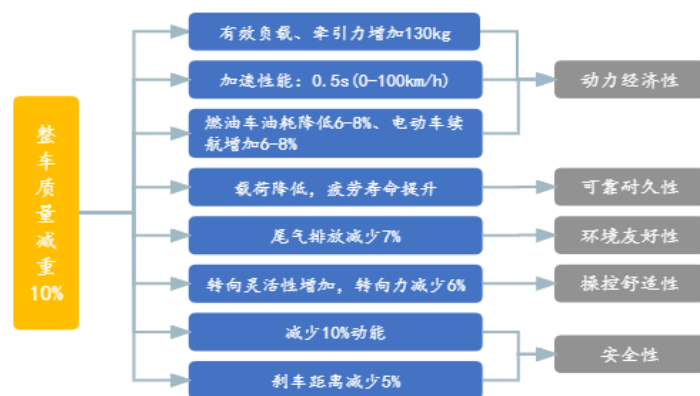 整
车
质
量
减
重
10%
有效负载、牵引力增加130kg
加速性能：0.5s(0-100km/h)
燃油车油耗降低6-8%、电动车续
航增加6-8%
载荷降低，疲劳寿命提升
尾气排放减少7%
转向灵活性增加，转向力减少6%
减少10%动能
刹车距离减少5%
动力经济性
可靠耐久性
环境友好性
操控舒适性
安全性